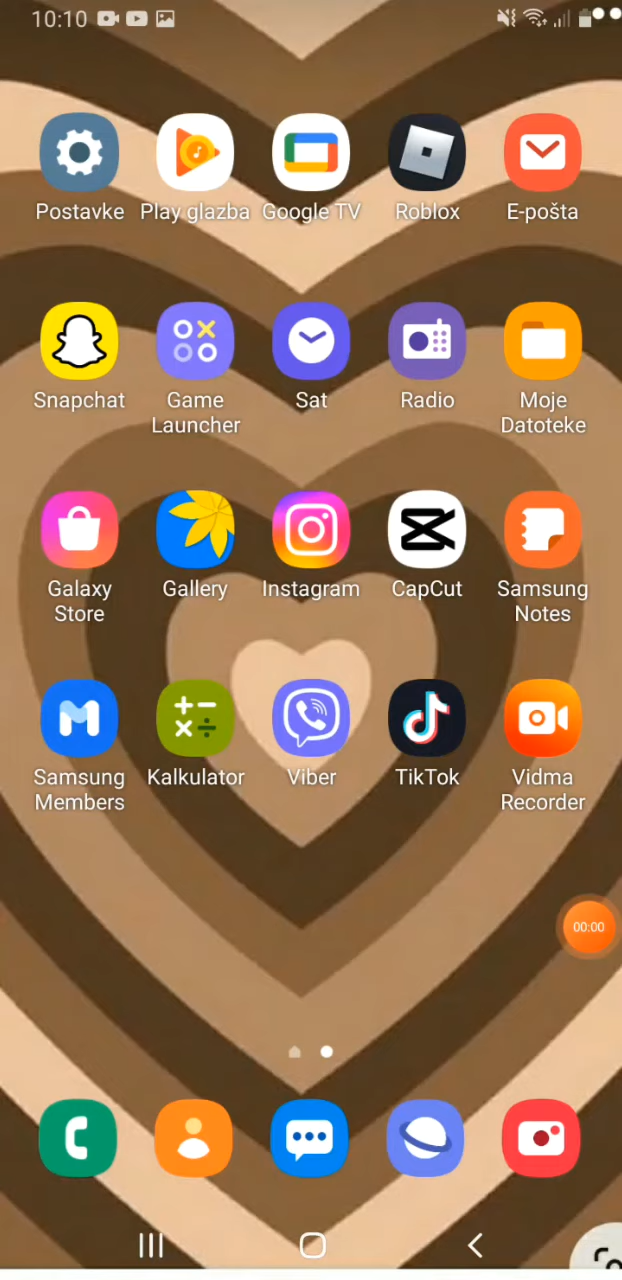 10:10
Postavke
Play glazba
Google TV
Roblox
E-pošta
Snapchat
Game
Launcher
Sat
Radio
Moje
Datoteke
Galaxy
Store
Gallery
Instagram
CapCut
Samsung
Notes
Samsung
Members
Kalkulator
Viber
TikTok
Vidma
Recorder
00:00